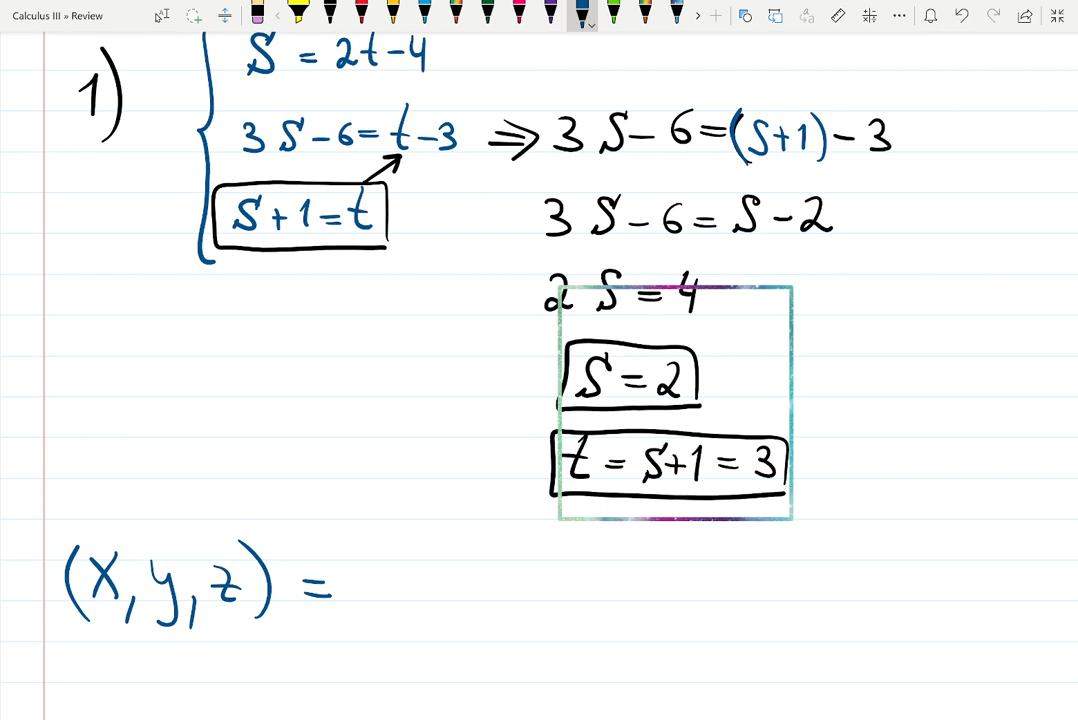 Calculus III » Review
1)
S = 2t-4
3S-6=t-3 ⇒ 3S-6=(S+1)-3
S+1=t
3S-6=S-2
2S=4
S=2
t=S+1=3
(x,y,z)=